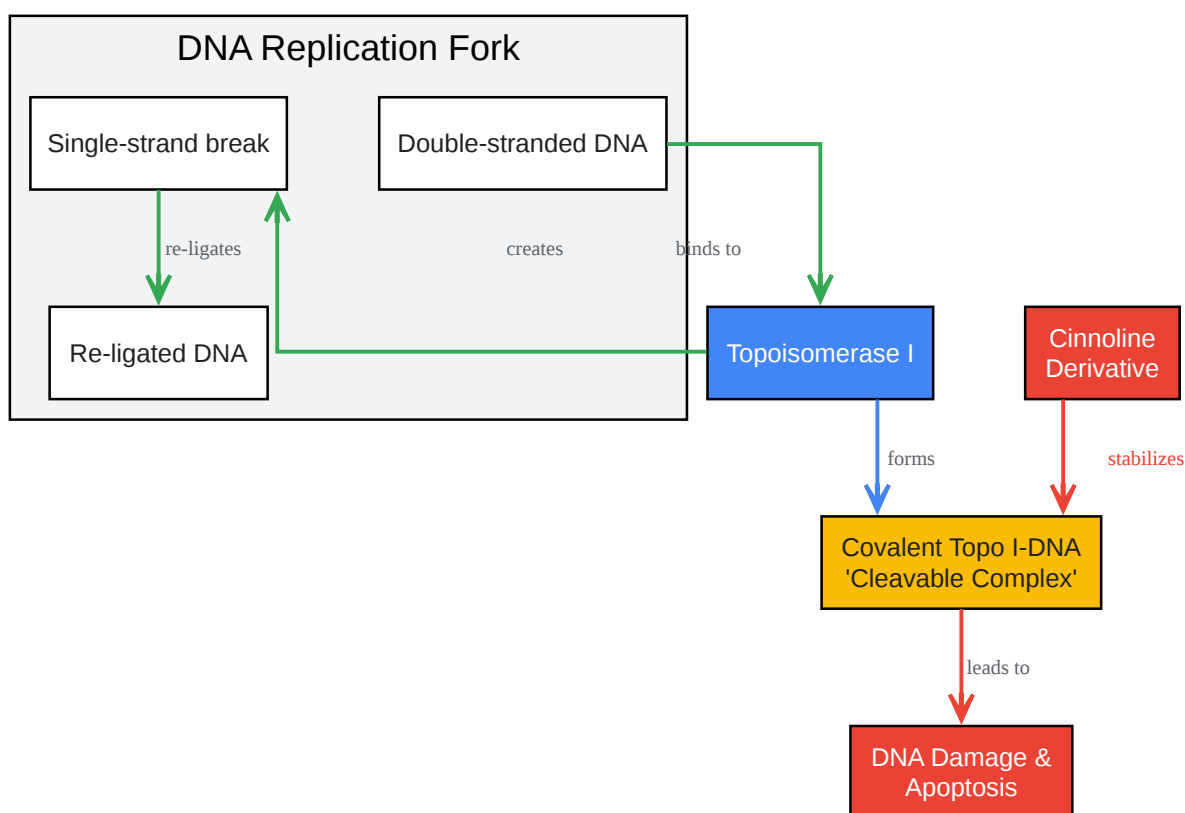 DNA Replication Fork
Single-strand break
Double-stranded DNA
re-ligates
creates
binds to
Re-ligated DNA
Topoisomerase I
Cinnoline
Derivative
forms
stabilizes
Covalent Topo I-DNA
'Cleavable Complex'
leads to
DNA Damage &
Apoptosis